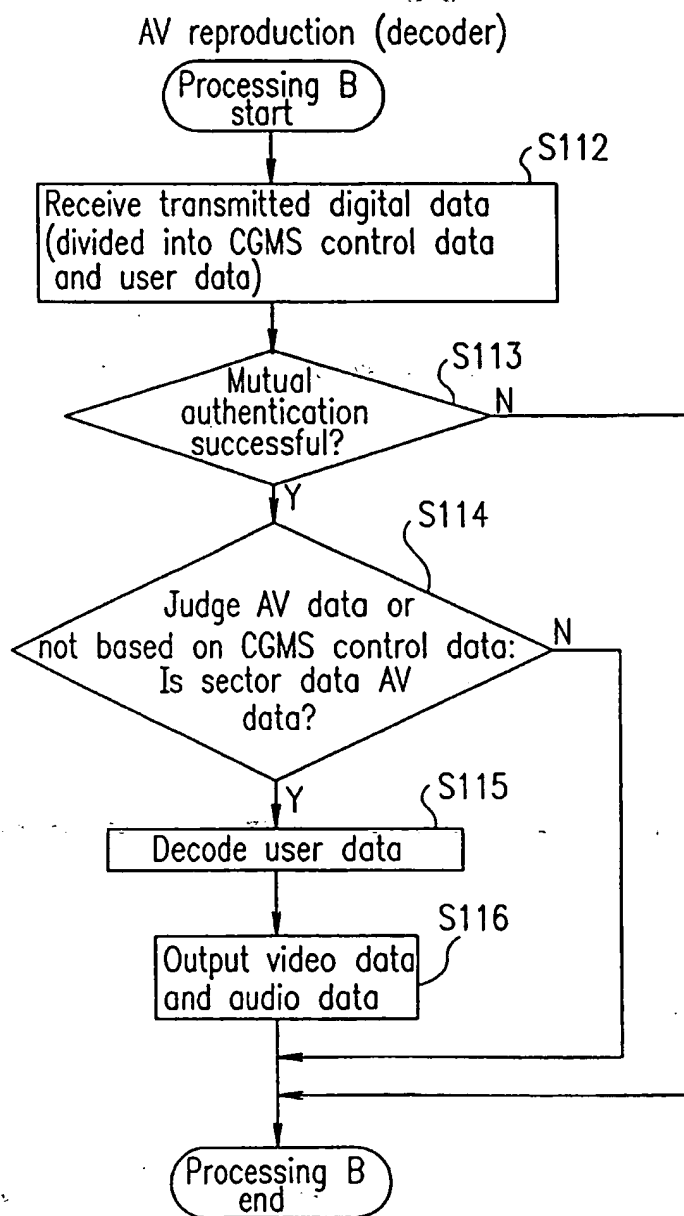 AV reproduction (decoder)
Processing B
start
S112
Receive transmitted digital data
(divided into CGMS control data
and user data)
S113
Mutual
authentication
successful?
N
Y
S114
Judge AV data or
not based on CGMS control data:
Is sector data AV
data?
N
Y
S115
Decode user data
S116
Output video data
and audio data
Processing B
end